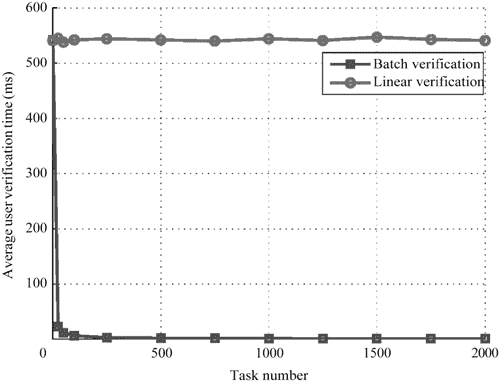 600
500
400
300
200
100
0
500
1000
1500
2000
Average user verification time (ms)
Task number
Batch verification
Linear verification